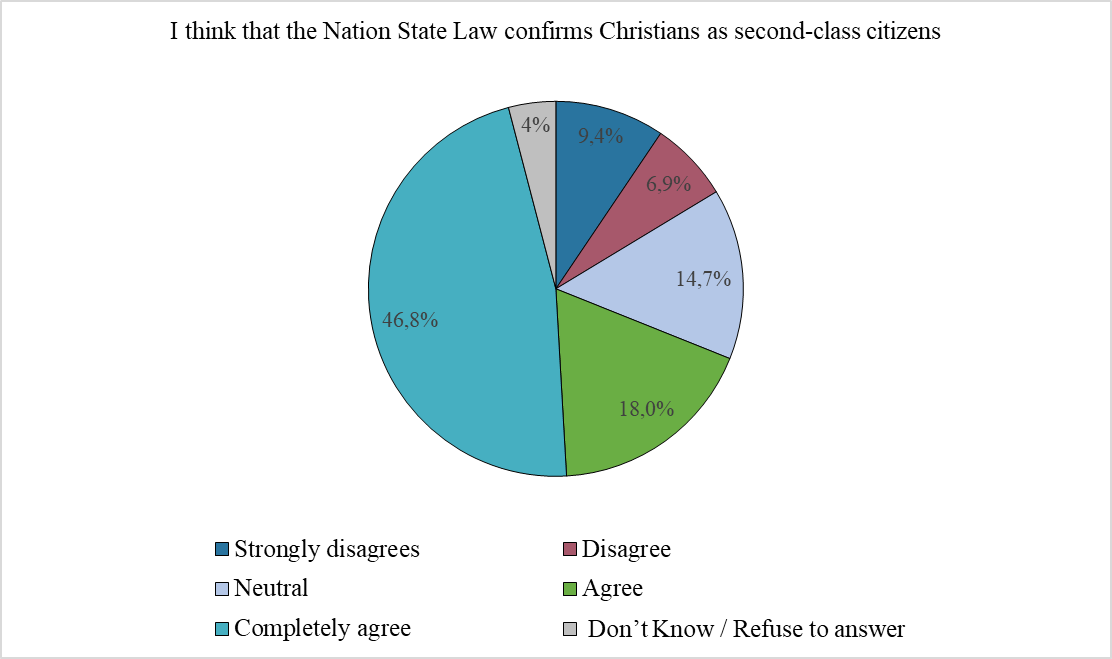 I think that the Nation State Law confirms Christians as second-class citizens
4%
9,4%
6,9%
14,7%
46,8%
18,0%
Strongly disagrees
Disagree
Neutral
Agree
Completely agree
Don’t Know / Refuse to answer